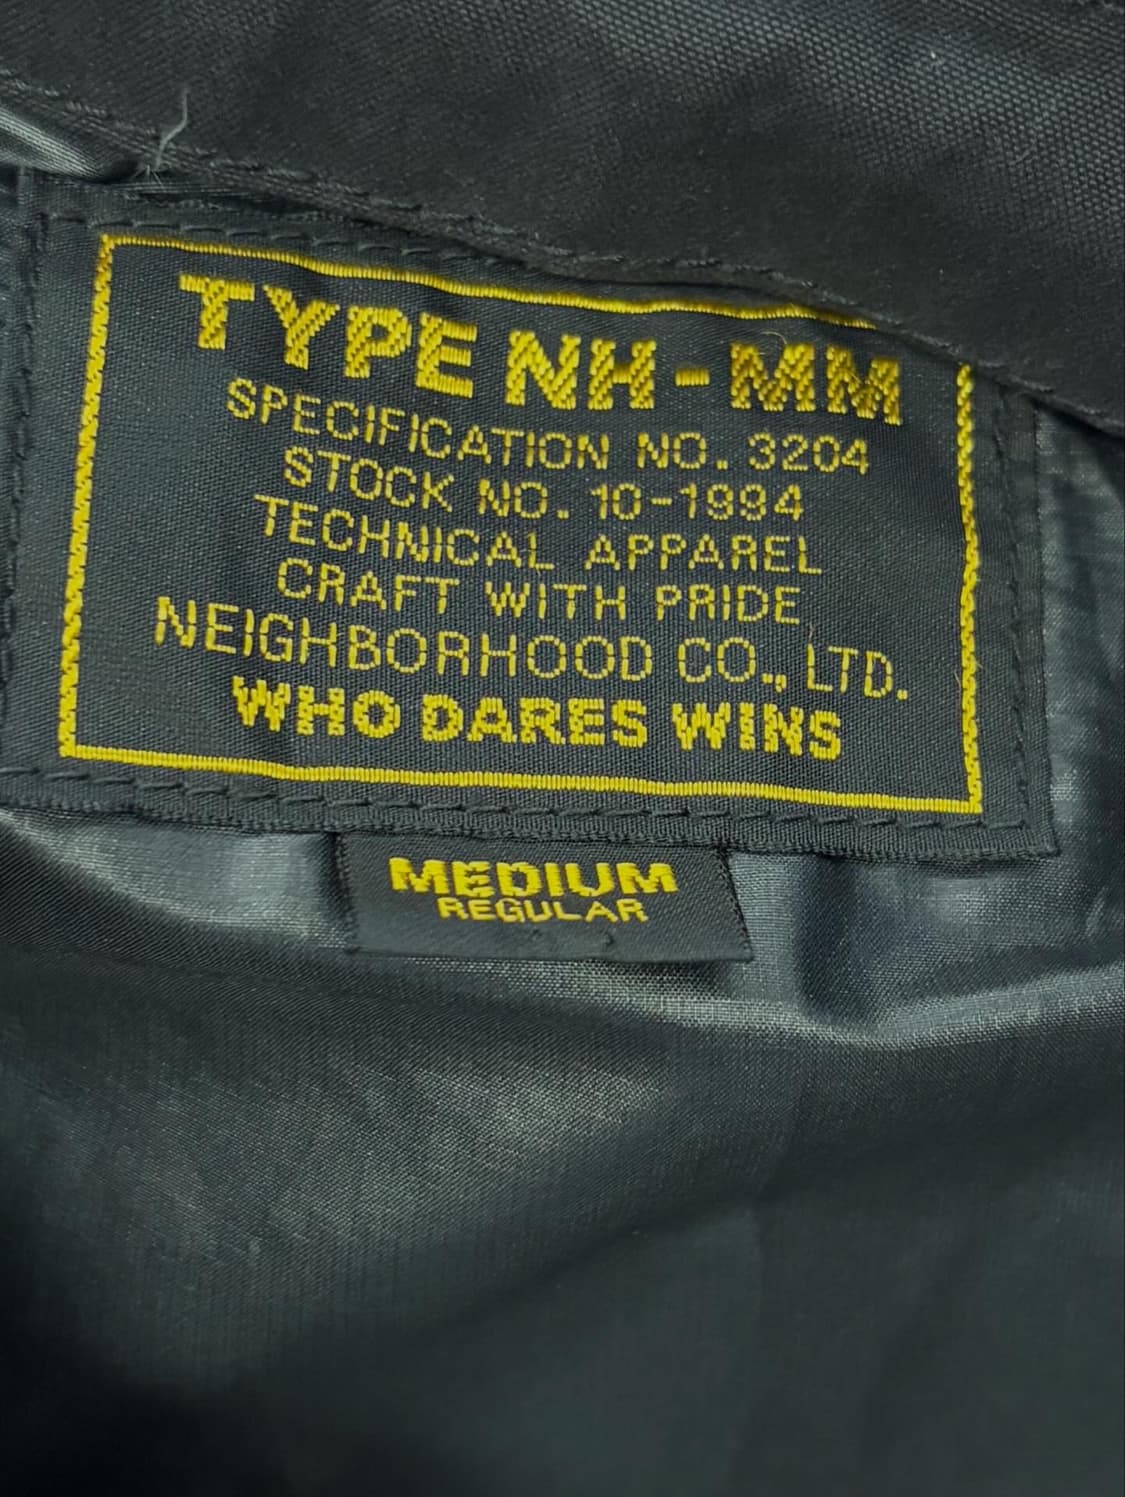 TYPE NH-MM
SPECIFICATION NO. 3204
STOCK NO. 10-1994
TECHNICAL APPAREL
CRAFT WITH PRIDE
NEIGHBORHOOD CO., LTD.
WHO DARES WINS
MEDIUM
REGULAR